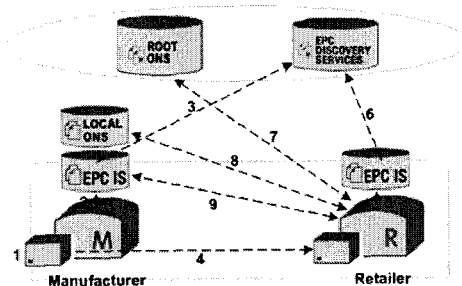 ROOT
ONS
EPC
DISCOVERY
SERVICES
3
6
LOCAL
ONS
7
8
EPC IS
EPC IS
9
M
R
1
4
Manufacturer
Retailer